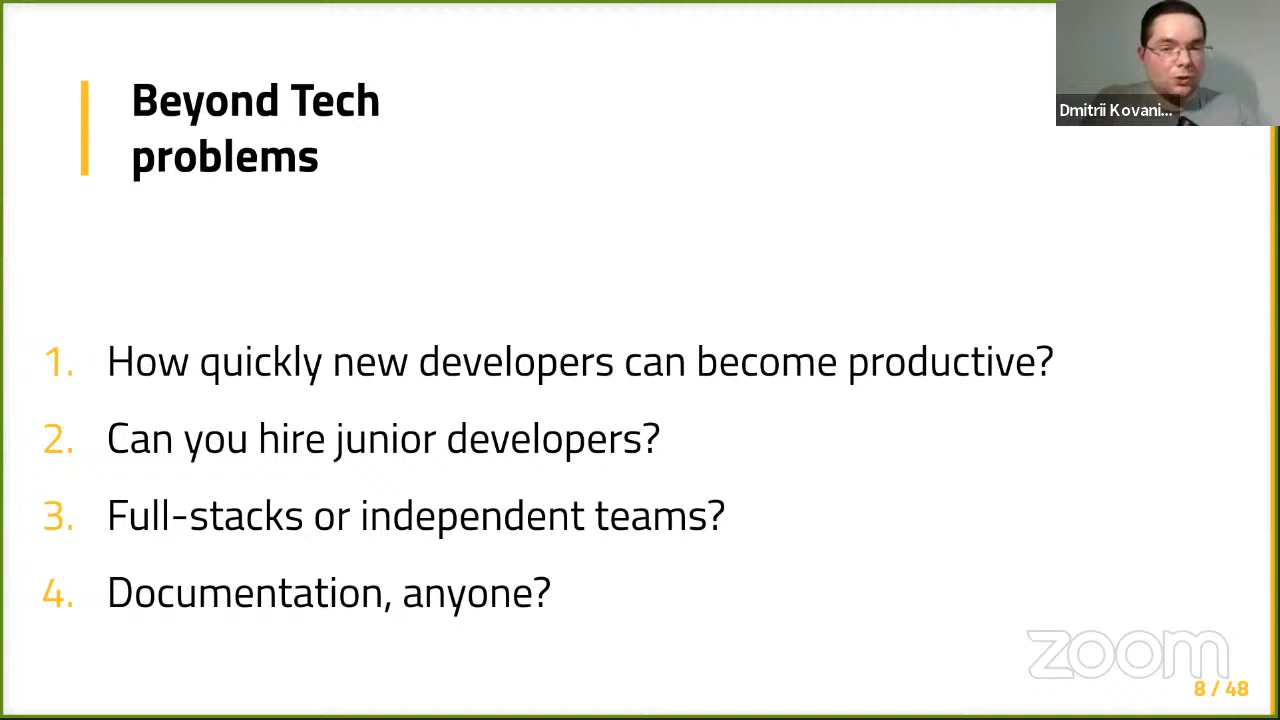 Beyond Tech
problems
Dmitrii Kovani...
1. How quickly new developers can become productive?
2. Can you hire junior developers?
3. Full-stacks or independent teams?
4. Documentation, anyone?
zoom
8 / 48